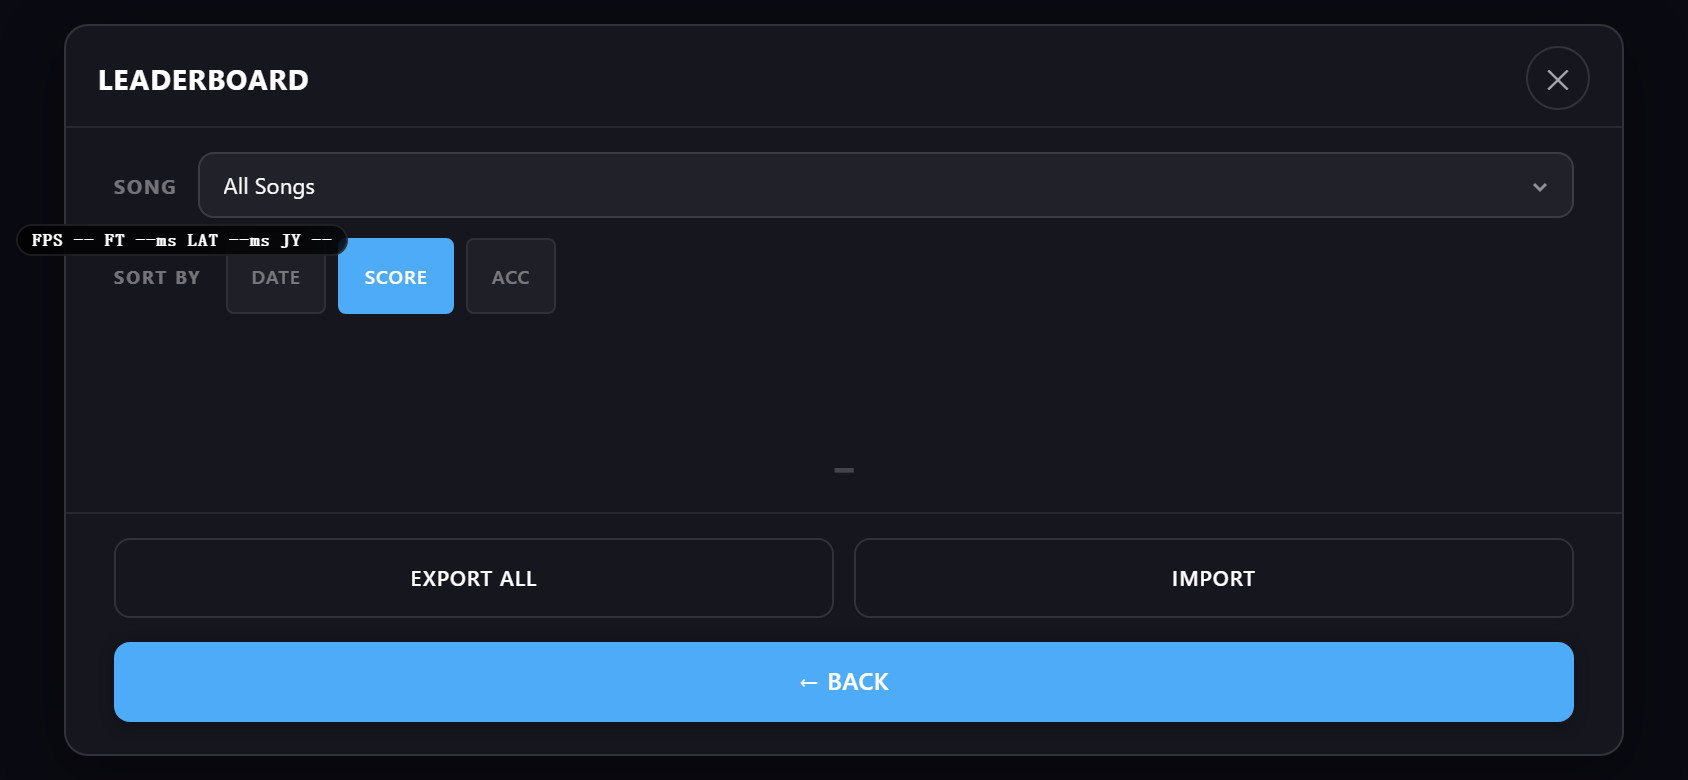 LEADERBOARD
SONG All Songs
FPS -- FT --ms LAT --ms JY --
SORT BY DATE SCORE ACC
–
EXPORT ALL IMPORT
← BACK